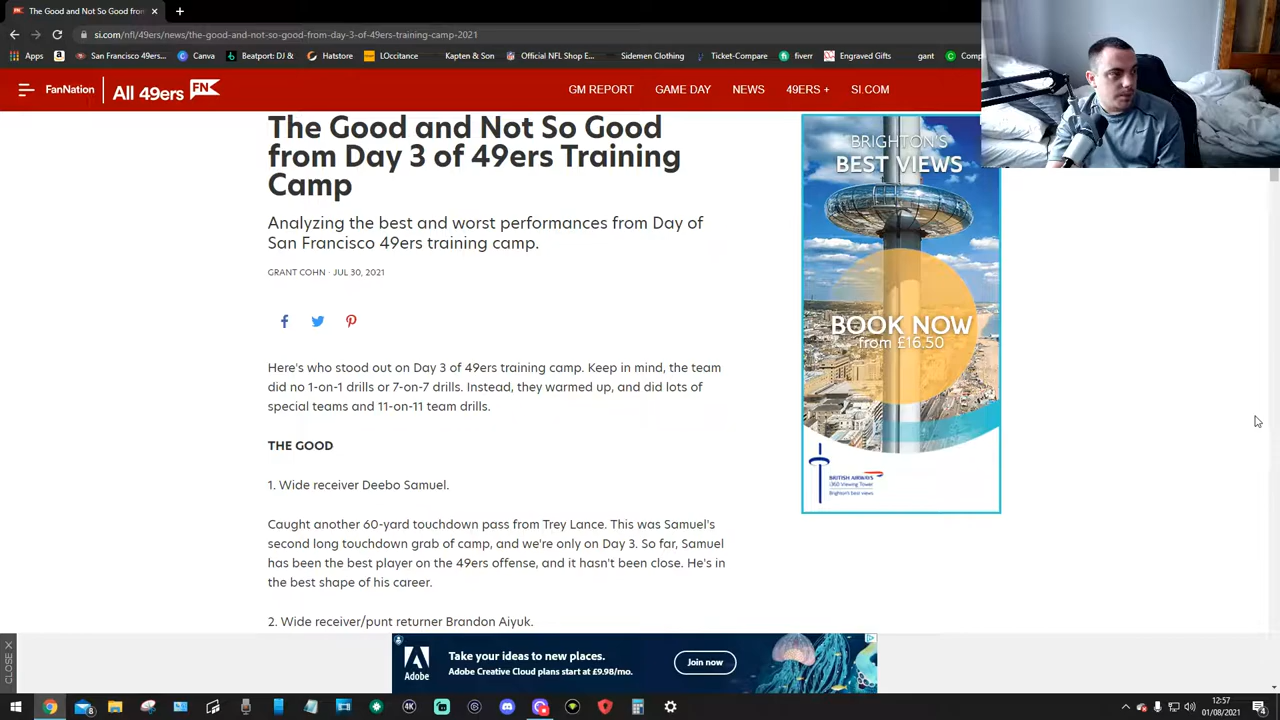 The Good and Not So Good from
si.com/nfl/49ers/news/the-good-and-not-so-good-from-day-3-of-49ers-training-camp-2021
Apps
San Francisco 49ers...
Canva
Beatport: DJ &
Hatstore
LOccitance
Kapten & Son
Official NFL Shop E...
Sidemen Clothing
Ticket-Compare
fiverr
Engraved Gifts
gant
FanNation
All 49ers FN
GM REPORT
GAME DAY
NEWS
49ERS +
SI.COM
The Good and Not So Good
from Day 3 of 49ers Training
Camp
Analyzing the best and worst performances from Day of
San Francisco 49ers training camp.
GRANT COHN · JUL 30, 2021
Here's who stood out on Day 3 of 49ers training camp. Keep in mind, the team
did no 1-on-1 drills or 7-on-7 drills. Instead, they warmed up, and did lots of
special teams and 11-on-11 team drills.
THE GOOD
1. Wide receiver Deebo Samuel.
Caught another 60-yard touchdown pass from Trey Lance. This was Samuel's
second long touchdown grab of camp, and we're only on Day 3. So far, Samuel
has been the best player on the 49ers offense, and it hasn't been close. He's in
the best shape of his career.
2. Wide receiver/punt returner Brandon Aiyuk.
BRIGHTON'S
BEST VIEWS
BOOK NOW
from £16.50
BRITISH AIRWAYS
i360 Viewing Tower
Brighton's best views
CLOSE X
Adobe
Take your ideas to new places.
Adobe Creative Cloud plans start at £9.98/mo.
Join now
12:57
01/08/2021